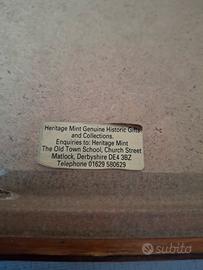 Heritage Mint Genuine Historic Gifts
and Collections.
Enquiries to: Heritage Mint
The Old Town School, Church Street
Matlock, Derbyshire DE4 3BZ
Telephone 01629 580629
subito